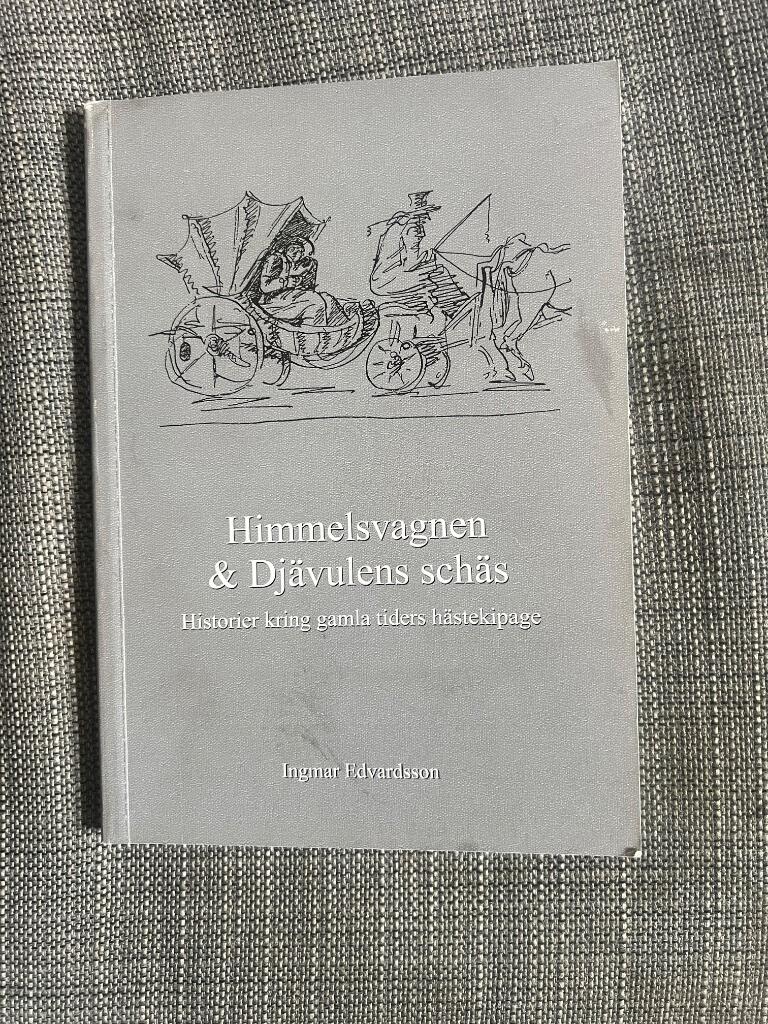 Himmelsvagnen
& Djävulens schäs
Historier kring gamla tiders hästekipage
Ingmar Edvardsson